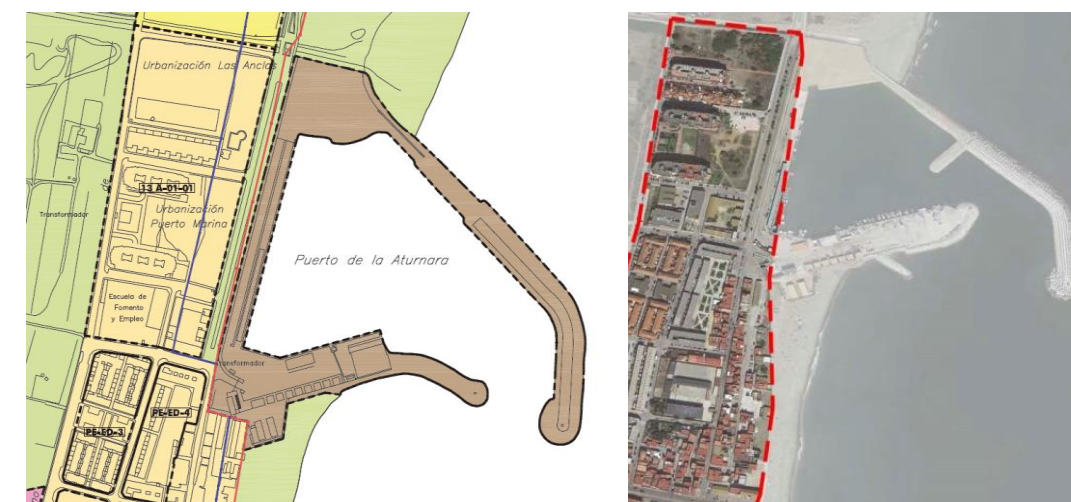 Urbanización Las Anclas
13 A-01-01
Transformador
Urbanización
Puerto Marina
Puerto de la Aturnara
Escuela de
Fomento
y Empleo
Transformador
PE-ED-4
PE-ED-3